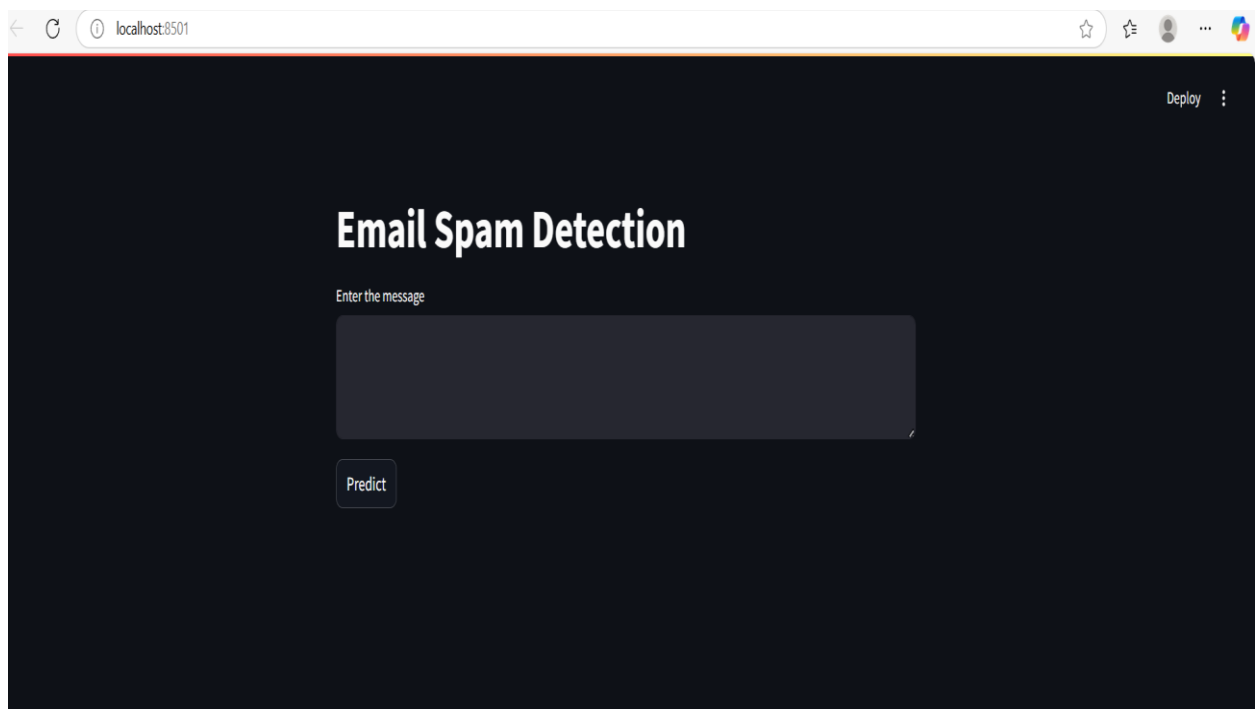 localhost:8501
Deploy
Email Spam Detection
Enter the message
Predict